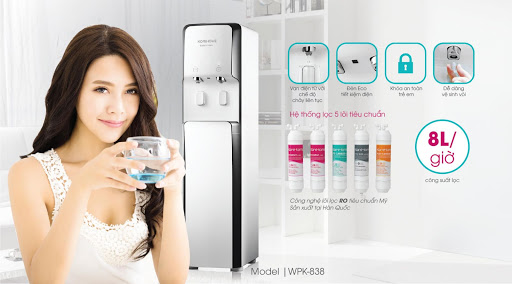 Van điện từ với
chế độ
chảy liên tục
Đèn Eco
tiết kiệm điện
Khóa an toàn
trẻ em
Dễ dàng
vệ sinh vòi
Hệ thống lọc 5 lõi tiêu chuẩn
8L/
giờ
công suất lọc
Công nghệ lõi lọc RO tiêu chuẩn Mỹ
Sản xuất tại Hàn Quốc
Model | WPK-838